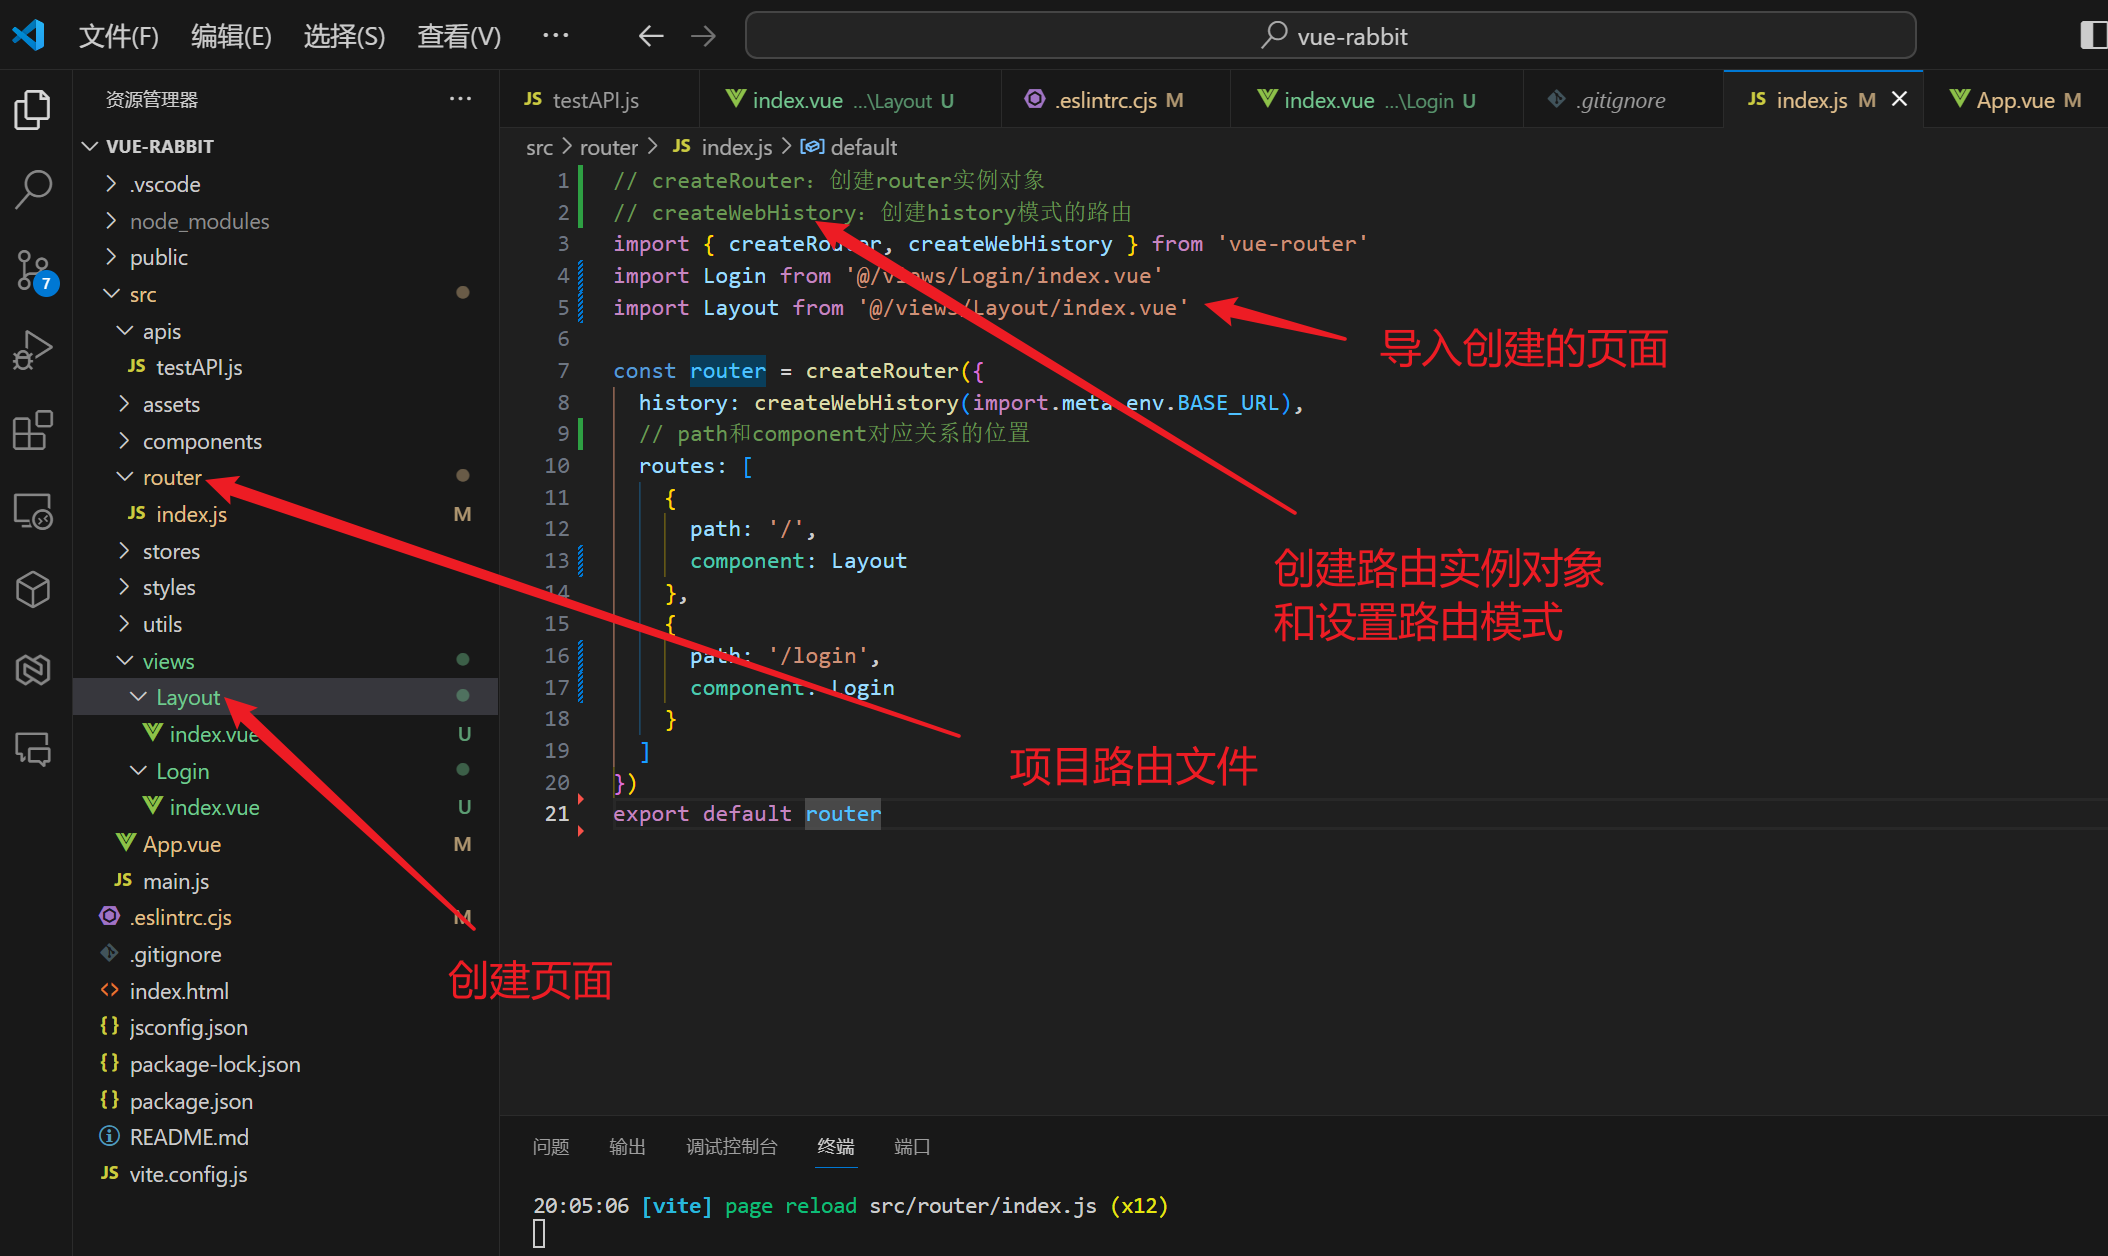 文件(F) 编辑(E) 选择(S) 查看(V) ··· vue-rabbit
资源管理器
VUE-RABBIT
.vscode
node_modules
public
src
apis
JS testAPI.js
assets
components
router
JS index.js M
stores
styles
utils
views
Layout
index.vue U
Login
index.vue U
App.vue M
JS main.js
.eslintrc.cjs M
.gitignore
index.html
{} jsconfig.json
{} package-lock.json
{} package.json
README.md
JS vite.config.js
7
JS testAPI.js index.vue ...\Layout U .eslintrc.cjs M index.vue ...\Login U .gitignore JS index.js M App.vue M
src > router > JS index.js > default
1 // createRouter：创建router实例对象
2 // createWebHistory：创建history模式的路由
3 import { createRouter, createWebHistory } from 'vue-router'
4 import Login from '@/views/Login/index.vue'
5 import Layout from '@/views/Layout/index.vue'
6
7 const router = createRouter({
8 history: createWebHistory(import.meta.env.BASE_URL),
9 // path和component对应关系的位置
10 routes: [
11 {
12 path: '/',
13 component: Layout
14 },
15 {
16 path: '/login',
17 component: Login
18 }
19 ]
20 })
21 export default router
导入创建的页面
创建路由实例对象
和设置路由模式
项目路由文件
创建页面
问题 输出 调试控制台 终端 端口
20:05:06 [vite] page reload src/router/index.js (x12)